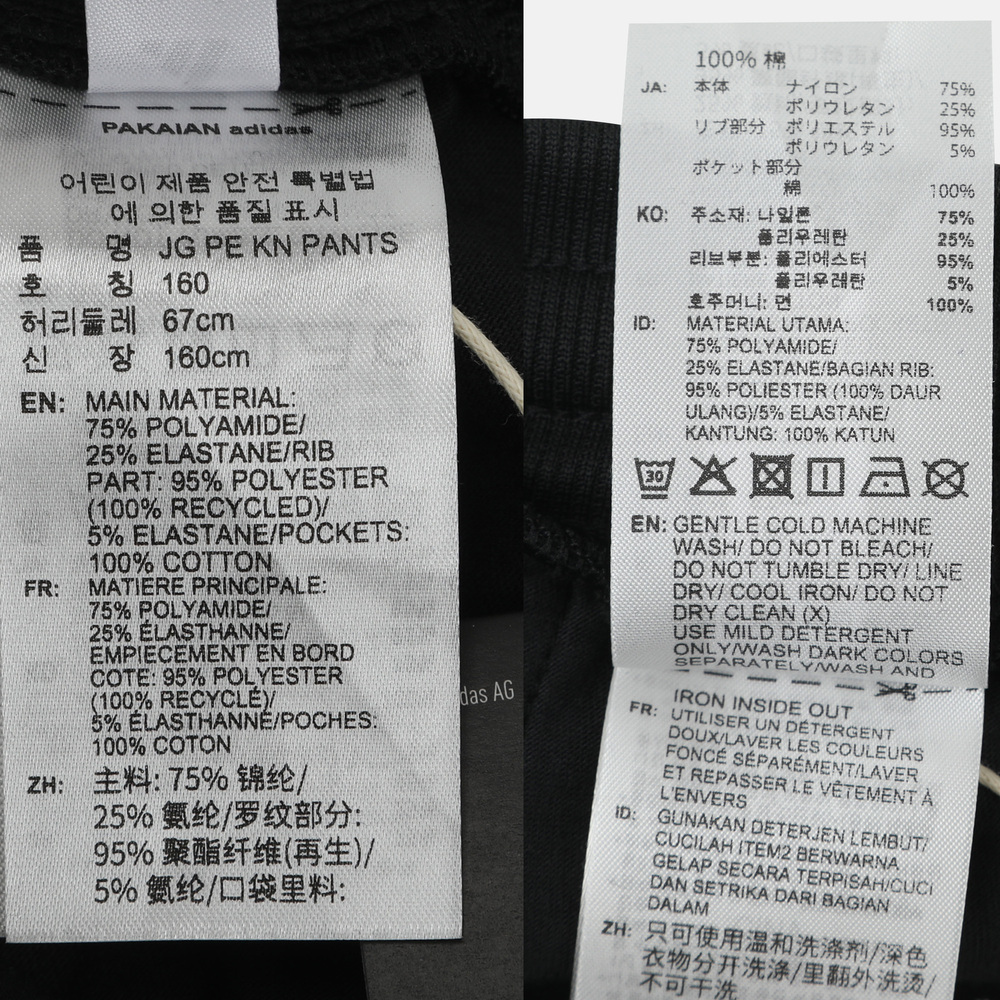 PAKAIAN adidas
어린이 제품 안전 특별법
에 의한 품질 표시
품 명 JG PE KN PANTS
호 칭 160
허리둘레 67cm
신 장 160cm
EN: MAIN MATERIAL:
75% POLYAMIDE/
25% ELASTANE/RIB
PART: 95% POLYESTER
(100% RECYCLED)/
5% ELASTANE/POCKETS:
100% COTTON
FR: MATIERE PRINCIPALE:
75% POLYAMIDE/
25% ÉLASTHANNE/
EMPIECEMENT EN BORD
COTE: 95% POLYESTER
(100% RECYCLÉ)/
5% ÉLASTHANNE/POCHES:
100% COTON
ZH: 主料: 75% 锦纶/
25% 氨纶/罗纹部分:
95% 聚酯纤维(再生)/
5% 氨纶/口袋里料:
das AG
100% 棉
JA: 本体 ナイロン 75%
ポリウレタン 25%
リブ部分 ポリエステル 95%
ポリウレタン 5%
ポケット部分
綿 100%
KO: 주소재: 나일론 75%
폴리우레탄 25%
리브부분: 폴리에스터 95%
폴리우레탄 5%
호주머니: 면 100%
ID: MATERIAL UTAMA:
75% POLYAMIDE/
25% ELASTANE/BAGIAN RIB:
95% POLIESTER (100% DAUR
ULANG)/5% ELASTANE/
KANTUNG: 100% KATUN
30
EN: GENTLE COLD MACHINE
WASH/ DO NOT BLEACH/
DO NOT TUMBLE DRY/ LINE
DRY/ COOL IRON/ DO NOT
DRY CLEAN (X)
USE MILD DETERGENT
ONLY/WASH DARK COLORS
SEPARATELY/WASH AND
IRON INSIDE OUT
FR: UTILISER UN DÉTERGENT
DOUX/LAVER LES COULEURS
FONCÉ SÉPARÉMENT/LAVER
ET REPASSER LE VÊTEMENT À
L'ENVERS
ID: GUNAKAN DETERJEN LEMBUT/
CUCILAH ITEM2 BERWARNA
GELAP SECARA TERPISAH/CUCI
DAN SETRIKA DARI BAGIAN
DALAM
ZH: 只可使用温和洗涤剂/深色
衣物分开洗涤/里翻外洗烫/
不可干洗